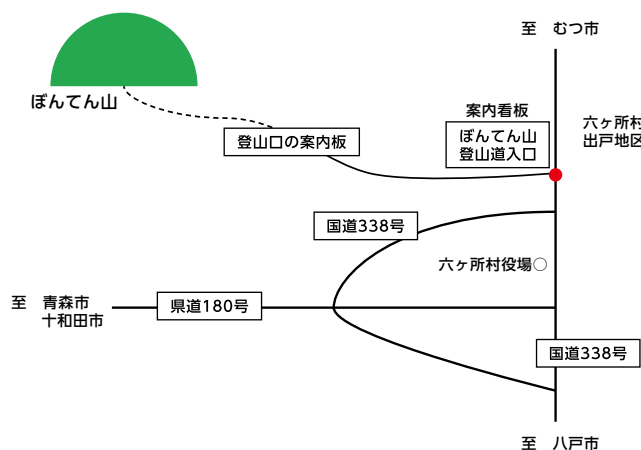 至 むつ市
ぼんてん山
案内看板
ぼんてん山
登山道入口
六ヶ所村
出戸地区
登山口の案内板
国道338号
六ヶ所村役場○
至 青森市
十和田市
県道180号
国道338号
至 八戸市